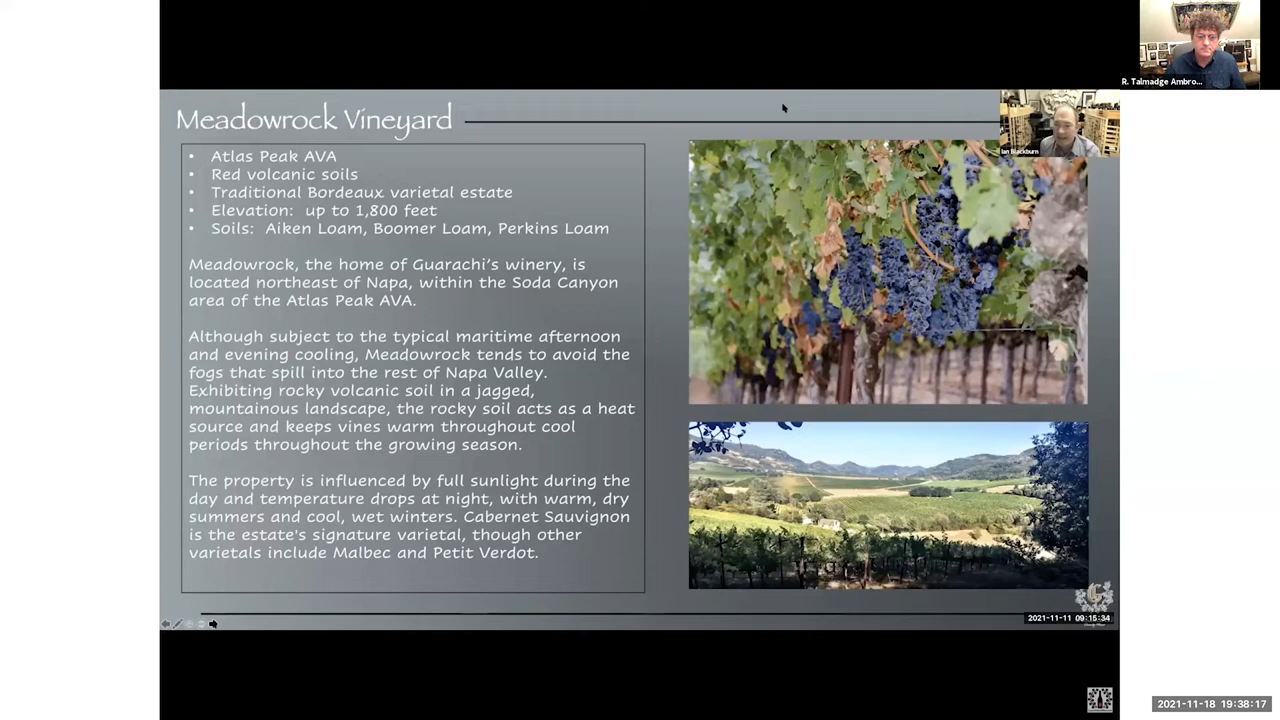 R. Talmadge Ambro...
Meadowrock Vineyard
Ian Blackburn
• Atlas Peak AVA
• Red volcanic soils
• Traditional Bordeaux varietal estate
• Elevation: up to 1,800 feet
• Soils: Aiken Loam, Boomer Loam, Perkins Loam
Meadowrock, the home of Guarachi's winery, is
located northeast of Napa, within the Soda Canyon
area of the Atlas Peak AVA.
Although subject to the typical maritime afternoon
and evening cooling, Meadowrock tends to avoid the
fogs that spill into the rest of Napa Valley.
Exhibiting rocky volcanic soil in a jagged,
mountainous landscape, the rocky soil acts as a heat
source and keeps vines warm throughout cool
periods throughout the growing season.
The property is influenced by full sunlight during the
day and temperature drops at night, with warm, dry
summers and cool, wet winters. Cabernet Sauvignon
is the estate's signature varietal, though other
varietals include Malbec and Petit Verdot.
2021-11-11 09:15:34
2021-11-18 19:38:17